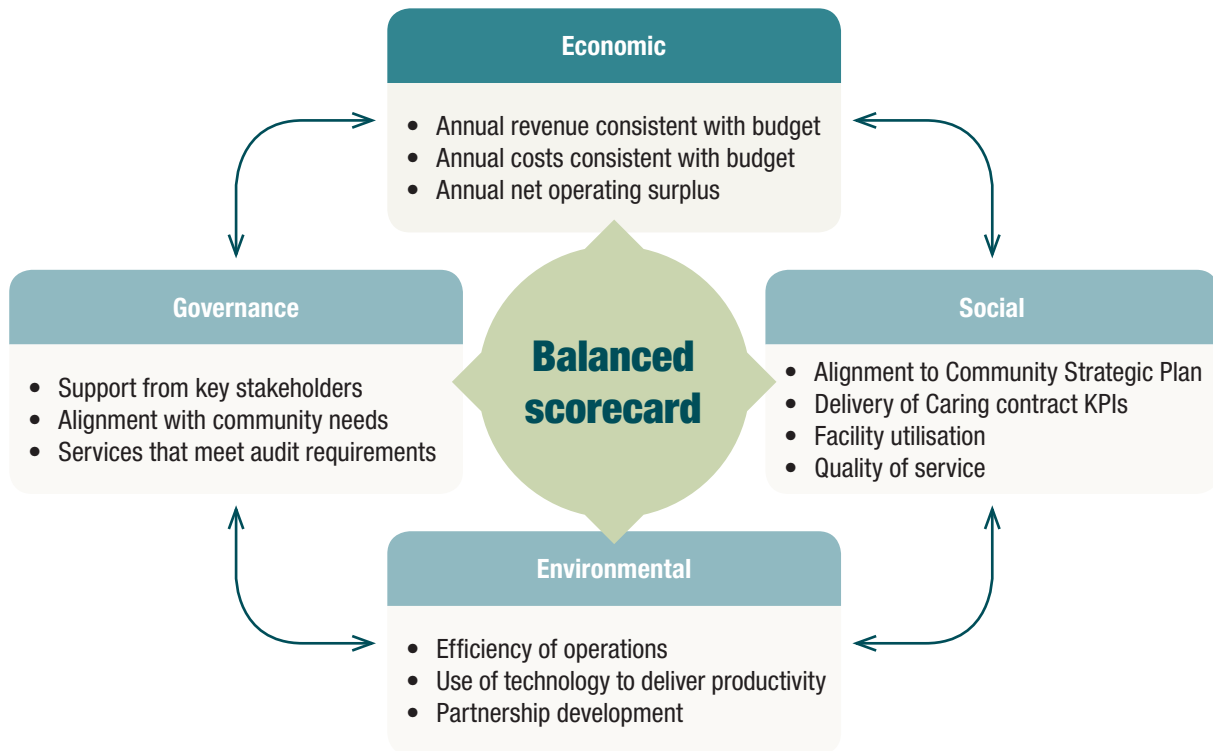 Economic
• Annual revenue consistent with budget
• Annual costs consistent with budget
• Annual net operating surplus
Governance
• Support from key stakeholders
• Alignment with community needs
• Services that meet audit requirements
Balanced
scorecard
Social
• Alignment to Community Strategic Plan
• Delivery of Caring contract KPIs
• Facility utilisation
• Quality of service
Environmental
• Efficiency of operations
• Use of technology to deliver productivity
• Partnership development